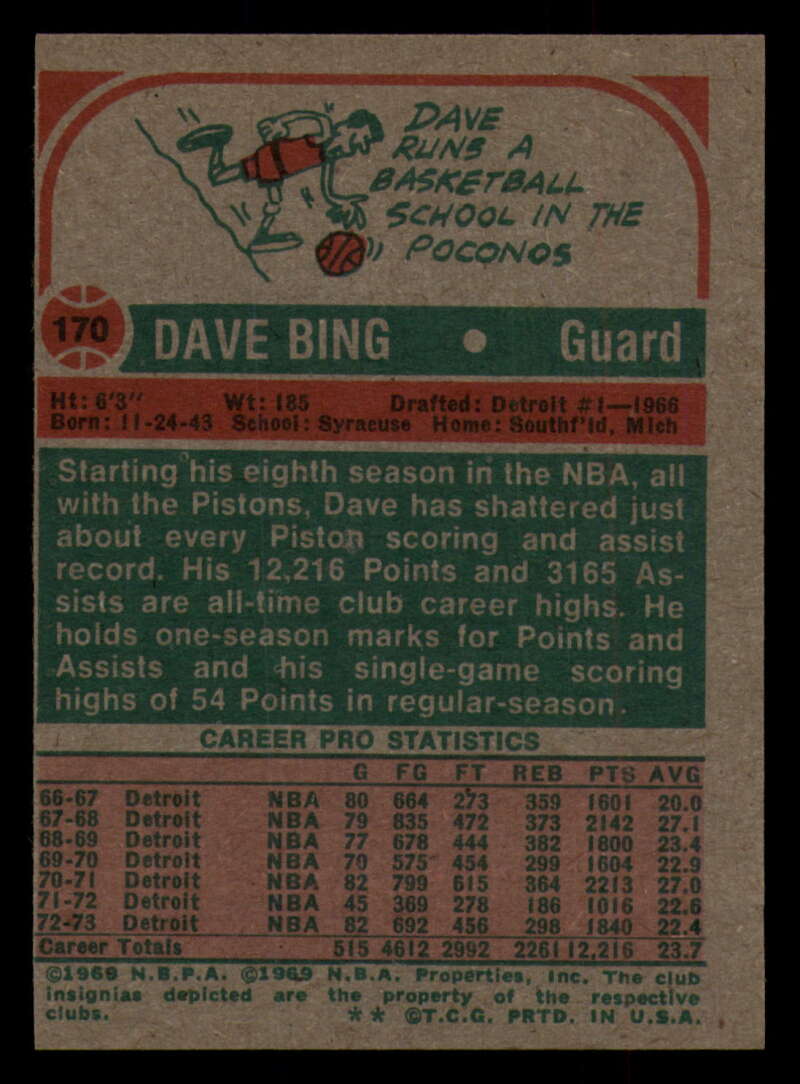 DAVE
RUNS A
BASKETBALL
SCHOOL IN THE
POCONOS
170 DAVE BING • Guard
Ht: 6'3" Wt: 185 Drafted: Detroit #1—1966
Born: 11-24-43 School: Syracuse Home: Southf'ld, Mich
Starting his eighth season in the NBA, all
with the Pistons, Dave has shattered just
about every Piston scoring and assist
record. His 12,216 Points and 3165 As-
sists are all-time club career highs. He
holds one-season marks for Points and
Assists and his single-game scoring
highs of 54 Points in regular-season.
CAREER PRO STATISTICS
G FG FT REB PTS AVG
66-67 Detroit NBA 80 664 273 359 1601 20.0
67-68 Detroit NBA 79 835 472 373 2142 27.1
68-69 Detroit NBA 77 678 444 382 1800 23.4
69-70 Detroit NBA 70 575 454 299 1604 22.9
70-71 Detroit NBA 82 799 615 364 2213 27.0
71-72 Detroit NBA 45 369 278 186 1016 22.6
72-73 Detroit NBA 82 692 456 298 1840 22.4
Career Totals 515 4612 2992 2261 12,216 23.7
©1969 N.B.P.A. ©1969 N.B.A. Properties, Inc. The club
insignias depicted are the property of the respective
clubs. ** ©T.C.G. PRTD. IN U.S.A.